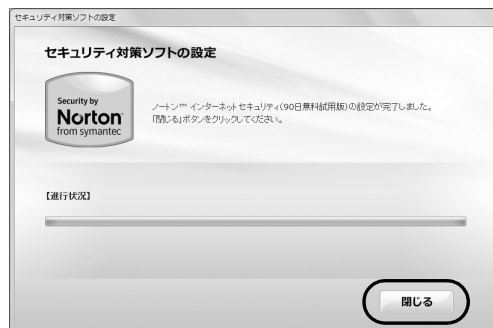 セキュリティ対策ソフトの設定
セキュリティ対策ソフトの設定
Security by
Norton
from symantec
ノートン™ インターネットセキュリティ(90日無料試用版)の設定が完了しました。
「閉じる」ボタンをクリックしてください。
【進行状況】
閉じる